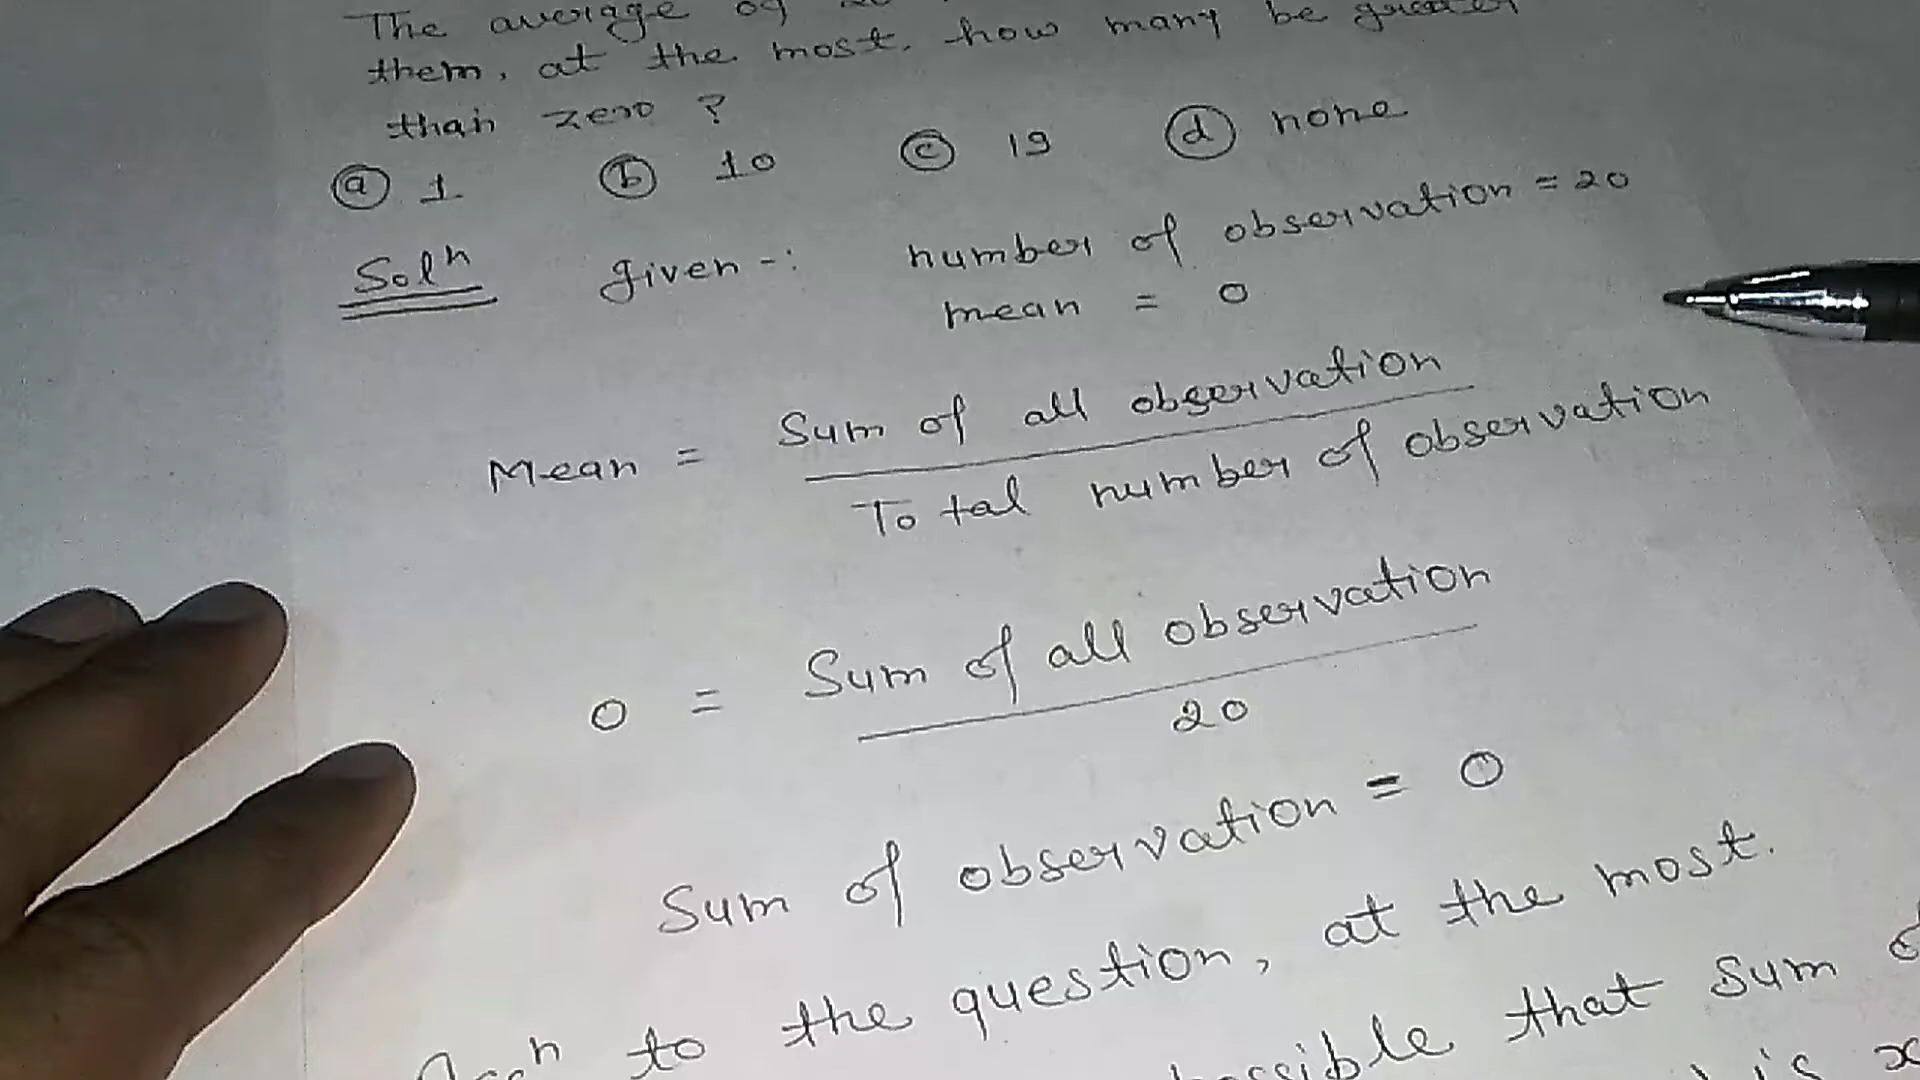 The average of
them, at the most. how many be greater
than zero ?
(a) 1 (b) 10 (c) 19 (d) none
Solⁿ given -: number of observation = 20
mean = 0
Mean = Sum of all observation
Total number of observation
0 = Sum of all observation
20
Sum of observation = 0
to the question, at the most.
that sum
is x